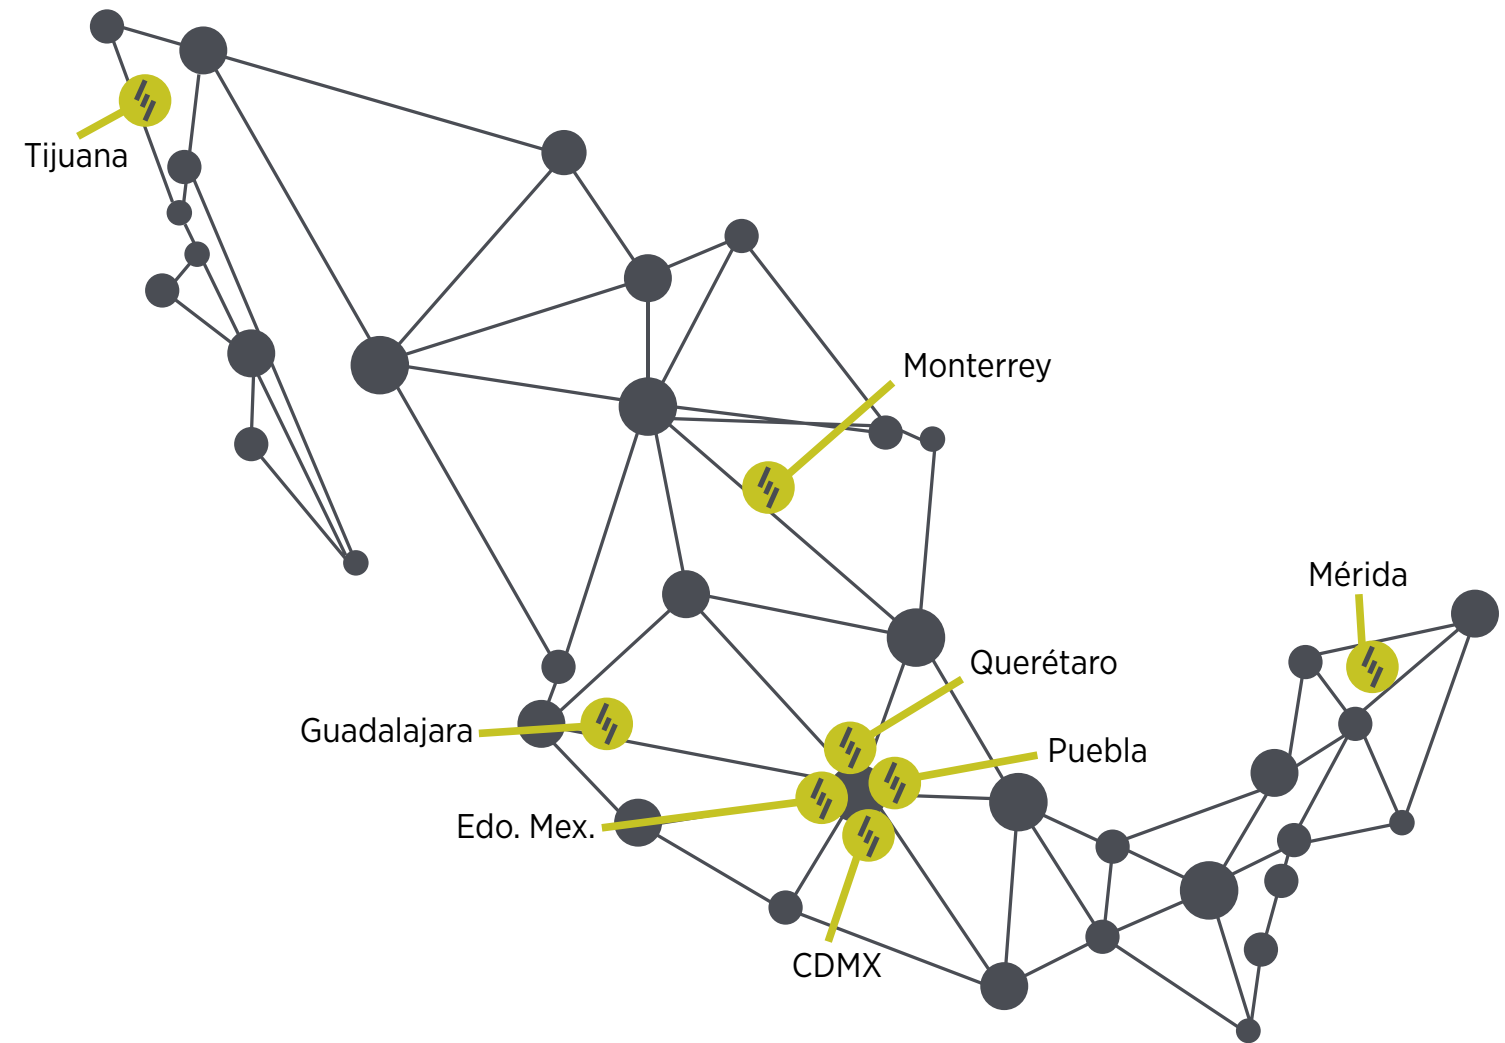 Tijuana
Monterrey
Mérida
Querétaro
Guadalajara
Puebla
Edo. Mex.
CDMX